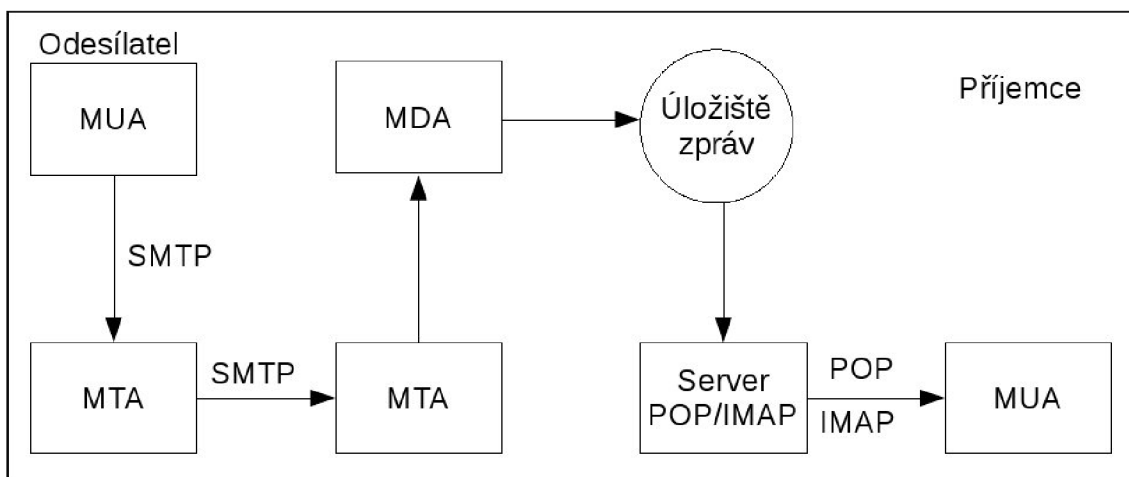 Odesílatel
MUA
SMTP
MTA
SMTP
MTA
MDA
Úložiště
zpráv
Server
POP/IMAP
POP
IMAP
MUA
Příjemce